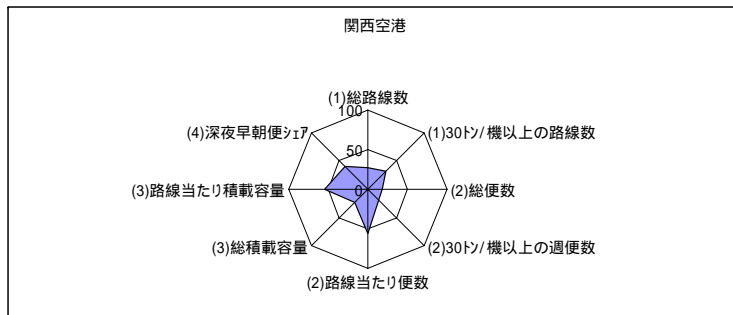 関西空港
(1)総路線数
100
(4)深夜早朝便ｼｪｱ
(1)30ﾄﾝ/機以上の路線数
50
(3)路線当たり積載容量
0
(2)総便数
(3)総積載容量
(2)30ﾄﾝ/機以上の週便数
(2)路線当たり便数